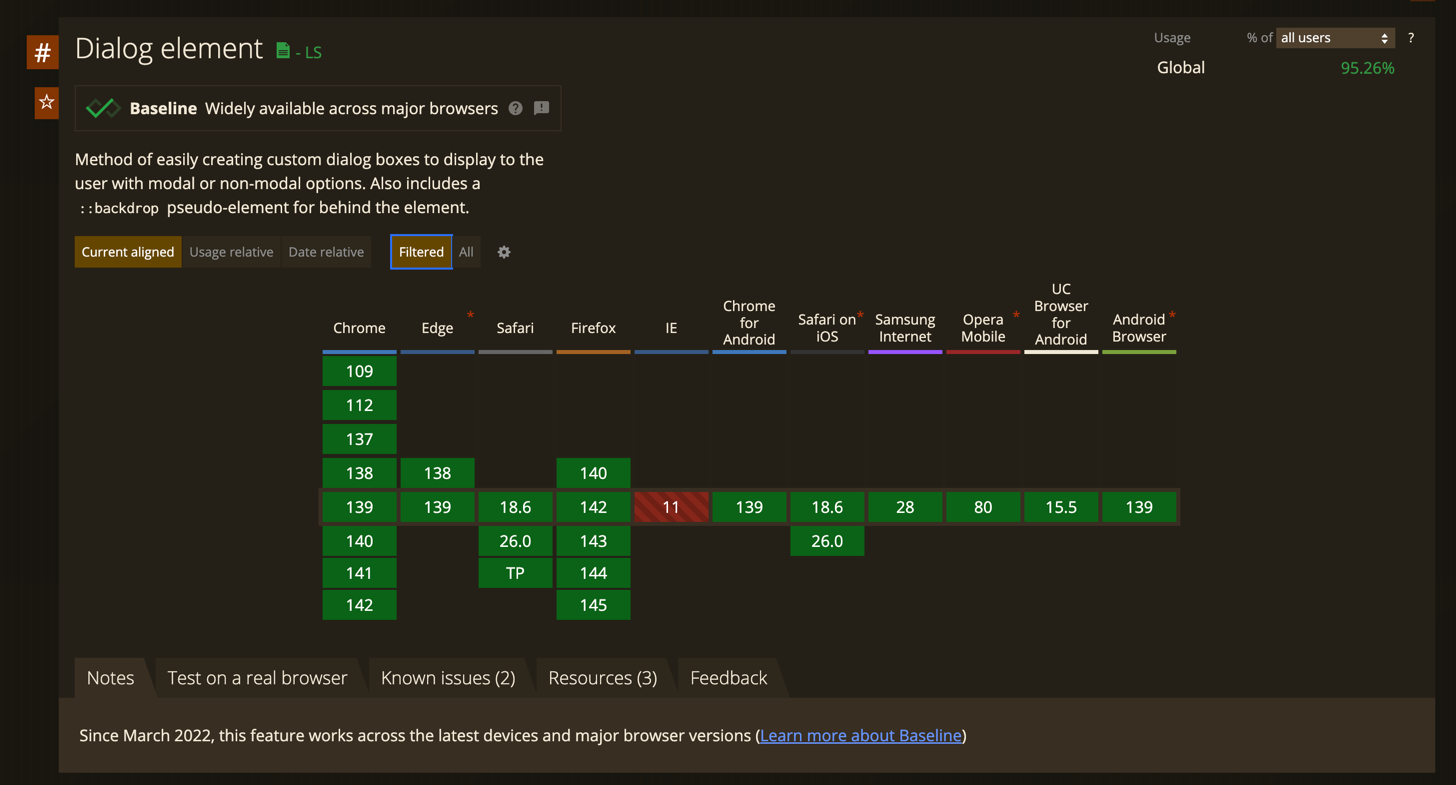 #
Dialog element - LS
Usage % of all users ?
Global 95.26%
Baseline Widely available across major browsers ?
Method of easily creating custom dialog boxes to display to the
user with modal or non-modal options. Also includes a
::backdrop pseudo-element for behind the element.
Current aligned Usage relative Date relative Filtered All
Chrome Edge * Safari Firefox IE Chrome for Android Safari on iOS * Samsung Internet Opera Mobile * UC Browser for Android Android Browser *
109
112
137
138 138 140
139 139 18.6 142 11 139 18.6 28 80 15.5 139
140 26.0 143 26.0
141 TP 144
142 145
Notes Test on a real browser Known issues (2) Resources (3) Feedback
Since March 2022, this feature works across the latest devices and major browser versions (Learn more about Baseline)